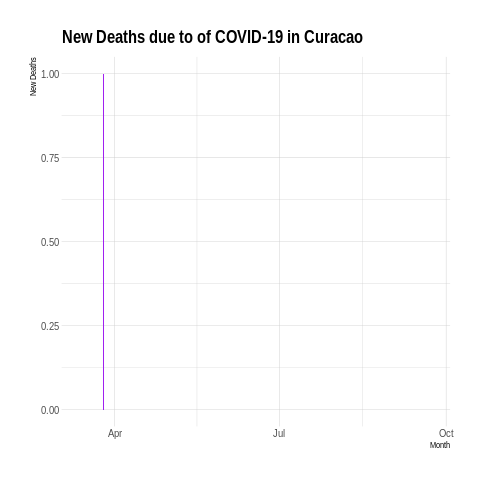 New Deaths due to of COVID-19 in Curacao
New Deaths
1.00
0.75
0.50
0.25
0.00
Apr Jul Oct
Month